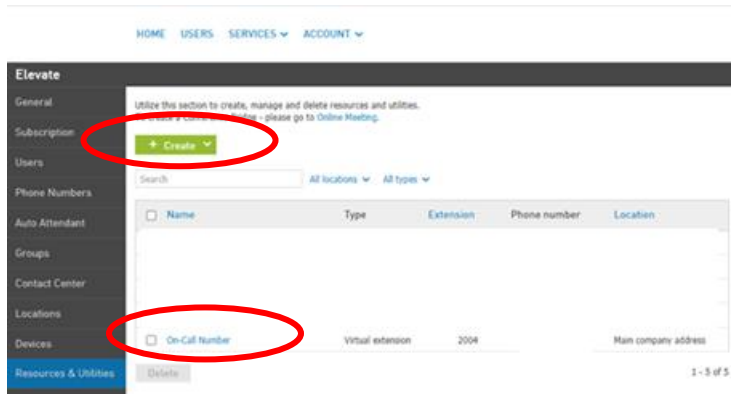 HOME USERS SERVICES ACCOUNT
Elevate
General
Subscription
Users
Phone Numbers
Auto Attendant
Groups
Contact Center
Locations
Devices
Resources & Utilities
Utilize this section to create, manage and delete resources and utilities.
- please go to Online Meeting.
+ Create
Search All locations All types
Name Type Extension Phone number Location
On-Call Number Virtual extension 2004 Main company address
Delete 1 - 5 of 5